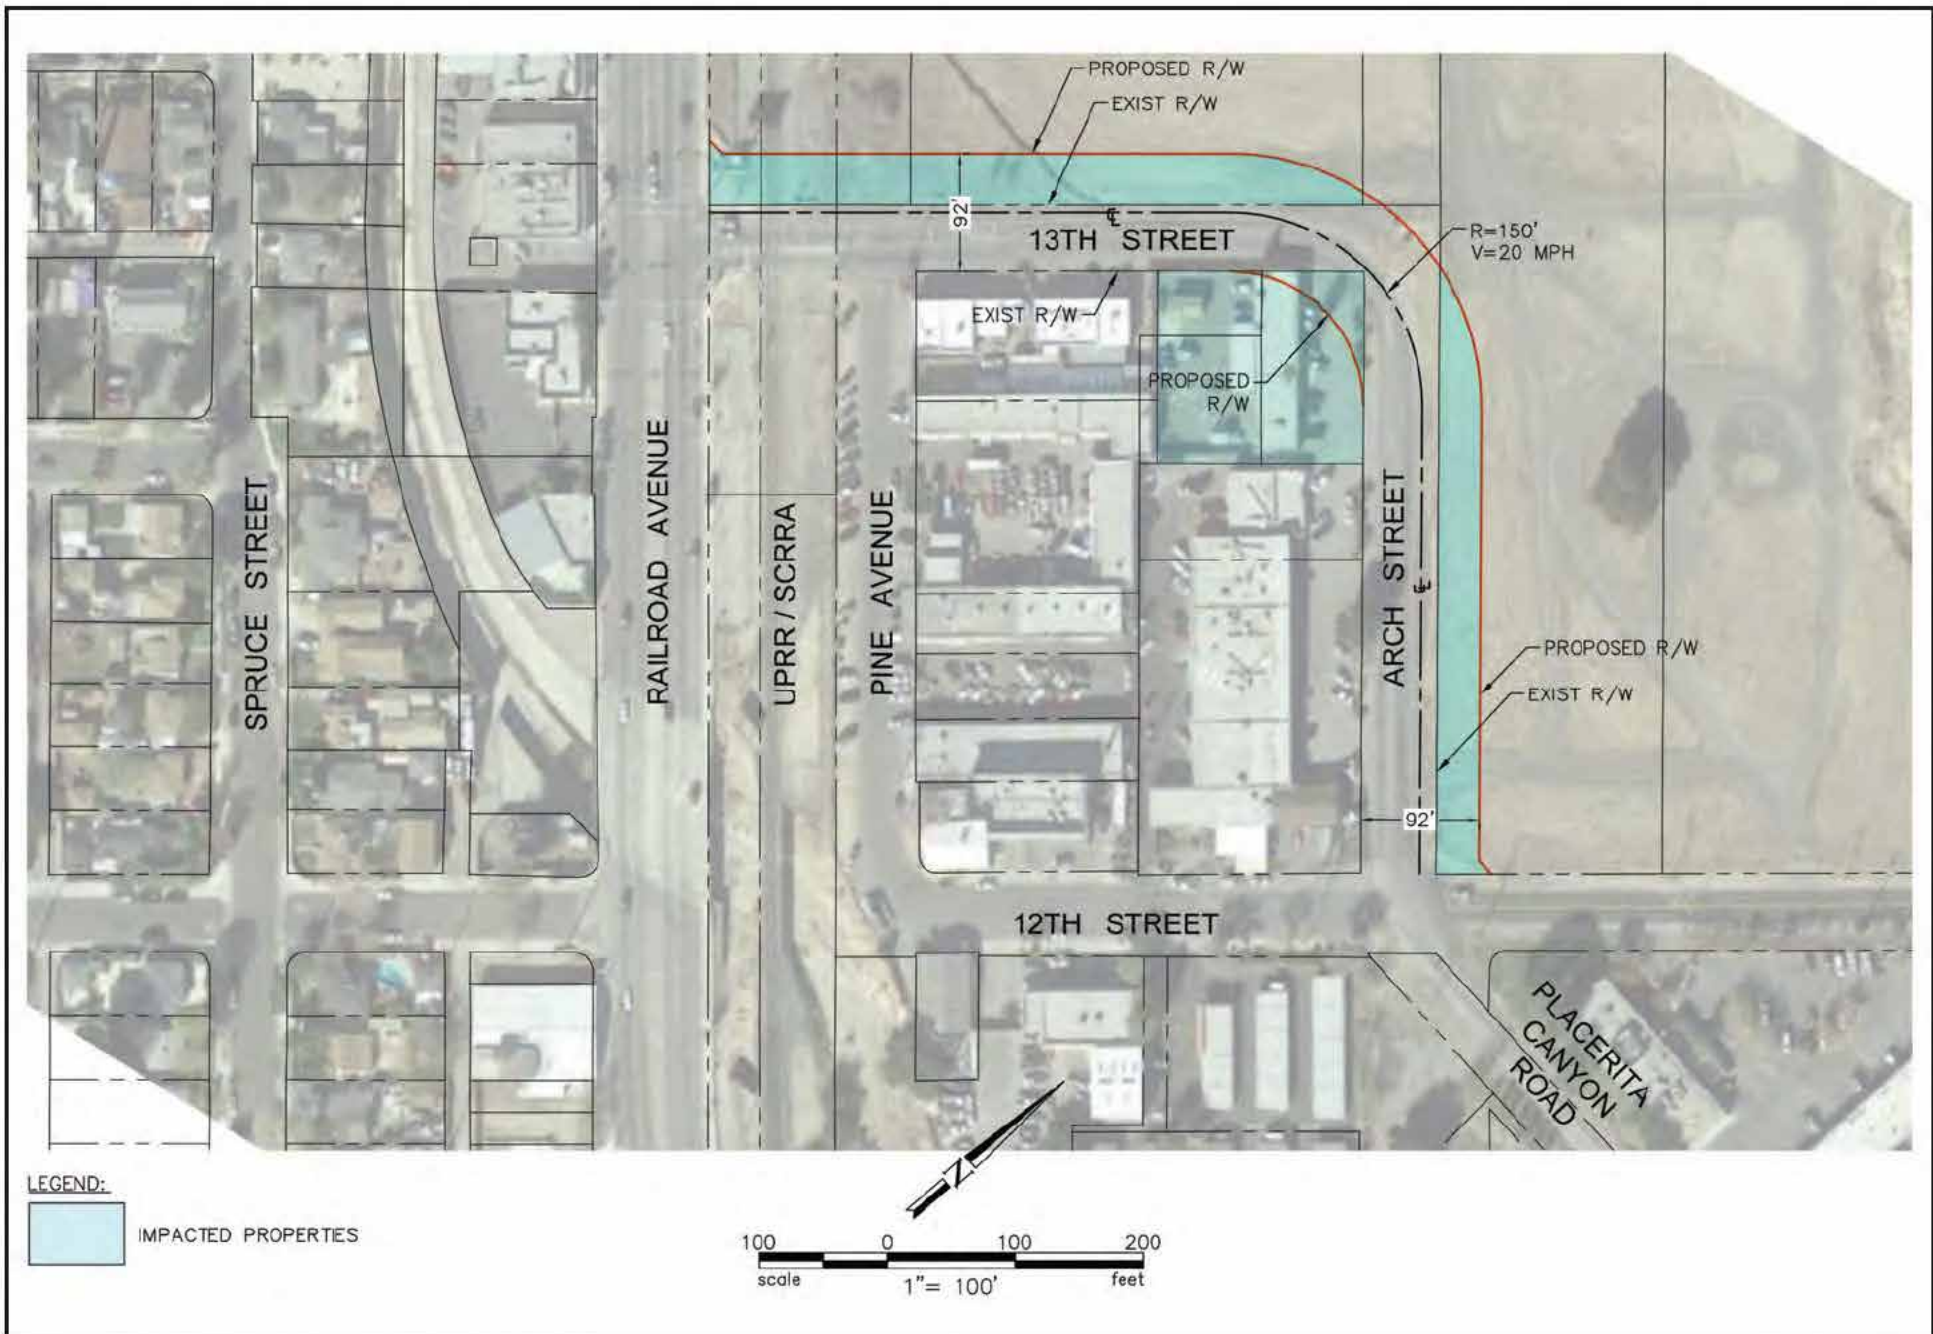 PROPOSED R/W
EXIST R/W
92'
℄
13TH STREET
R=150'
V=20 MPH
EXIST R/W
PROPOSED
R/W
SPRUCE STREET
RAILROAD AVENUE
UPRR / SCRRA
PINE AVENUE
ARCH STREET
℄
PROPOSED R/W
EXIST R/W
92'
12TH STREET
PLACERITA
CANYON
ROAD
N
LEGEND:
IMPACTED PROPERTIES
100 0 100 200
scale 1"= 100' feet